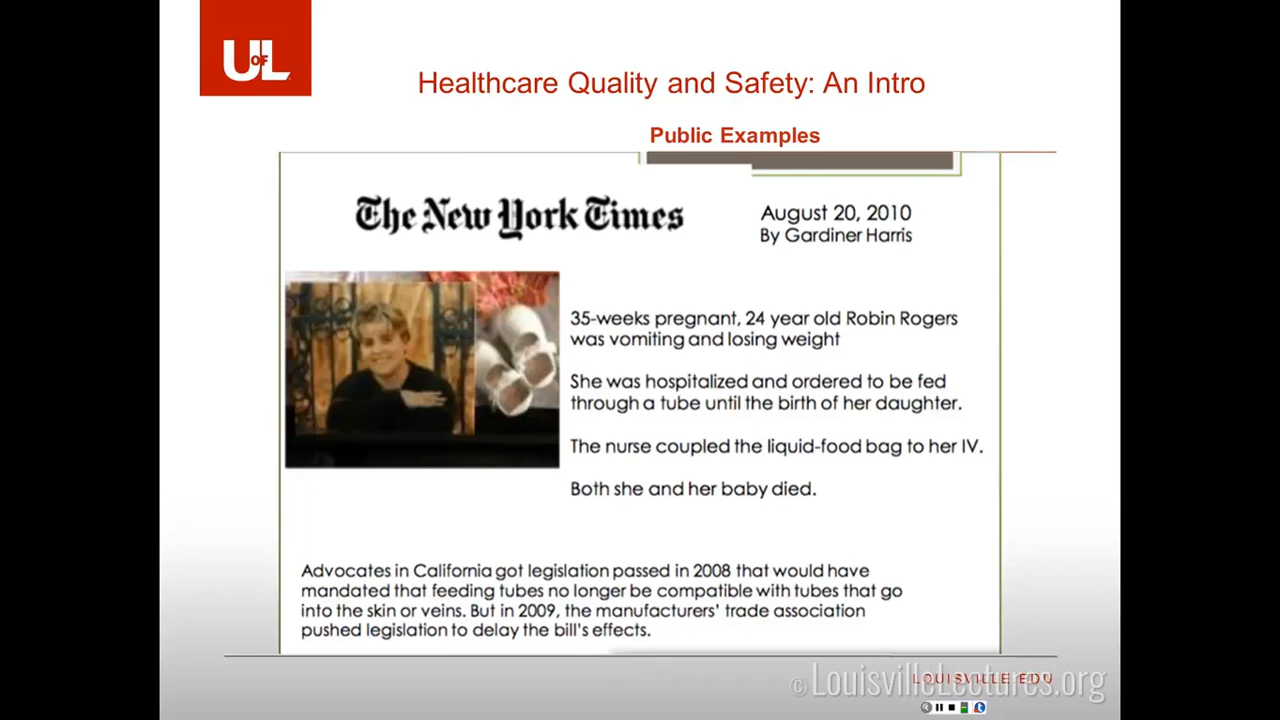 UOFL
Healthcare Quality and Safety: An Intro
Public Examples
The New York Times
August 20, 2010
By Gardiner Harris
35-weeks pregnant, 24 year old Robin Rogers
was vomiting and losing weight
She was hospitalized and ordered to be fed
through a tube until the birth of her daughter.
The nurse coupled the liquid-food bag to her IV.
Both she and her baby died.
Advocates in California got legislation passed in 2008 that would have
mandated that feeding tubes no longer be compatible with tubes that go
into the skin or veins. But in 2009, the manufacturers' trade association
pushed legislation to delay the bill's effects.
LOUISVILLE.EDU
© LouisvilleLectures.org